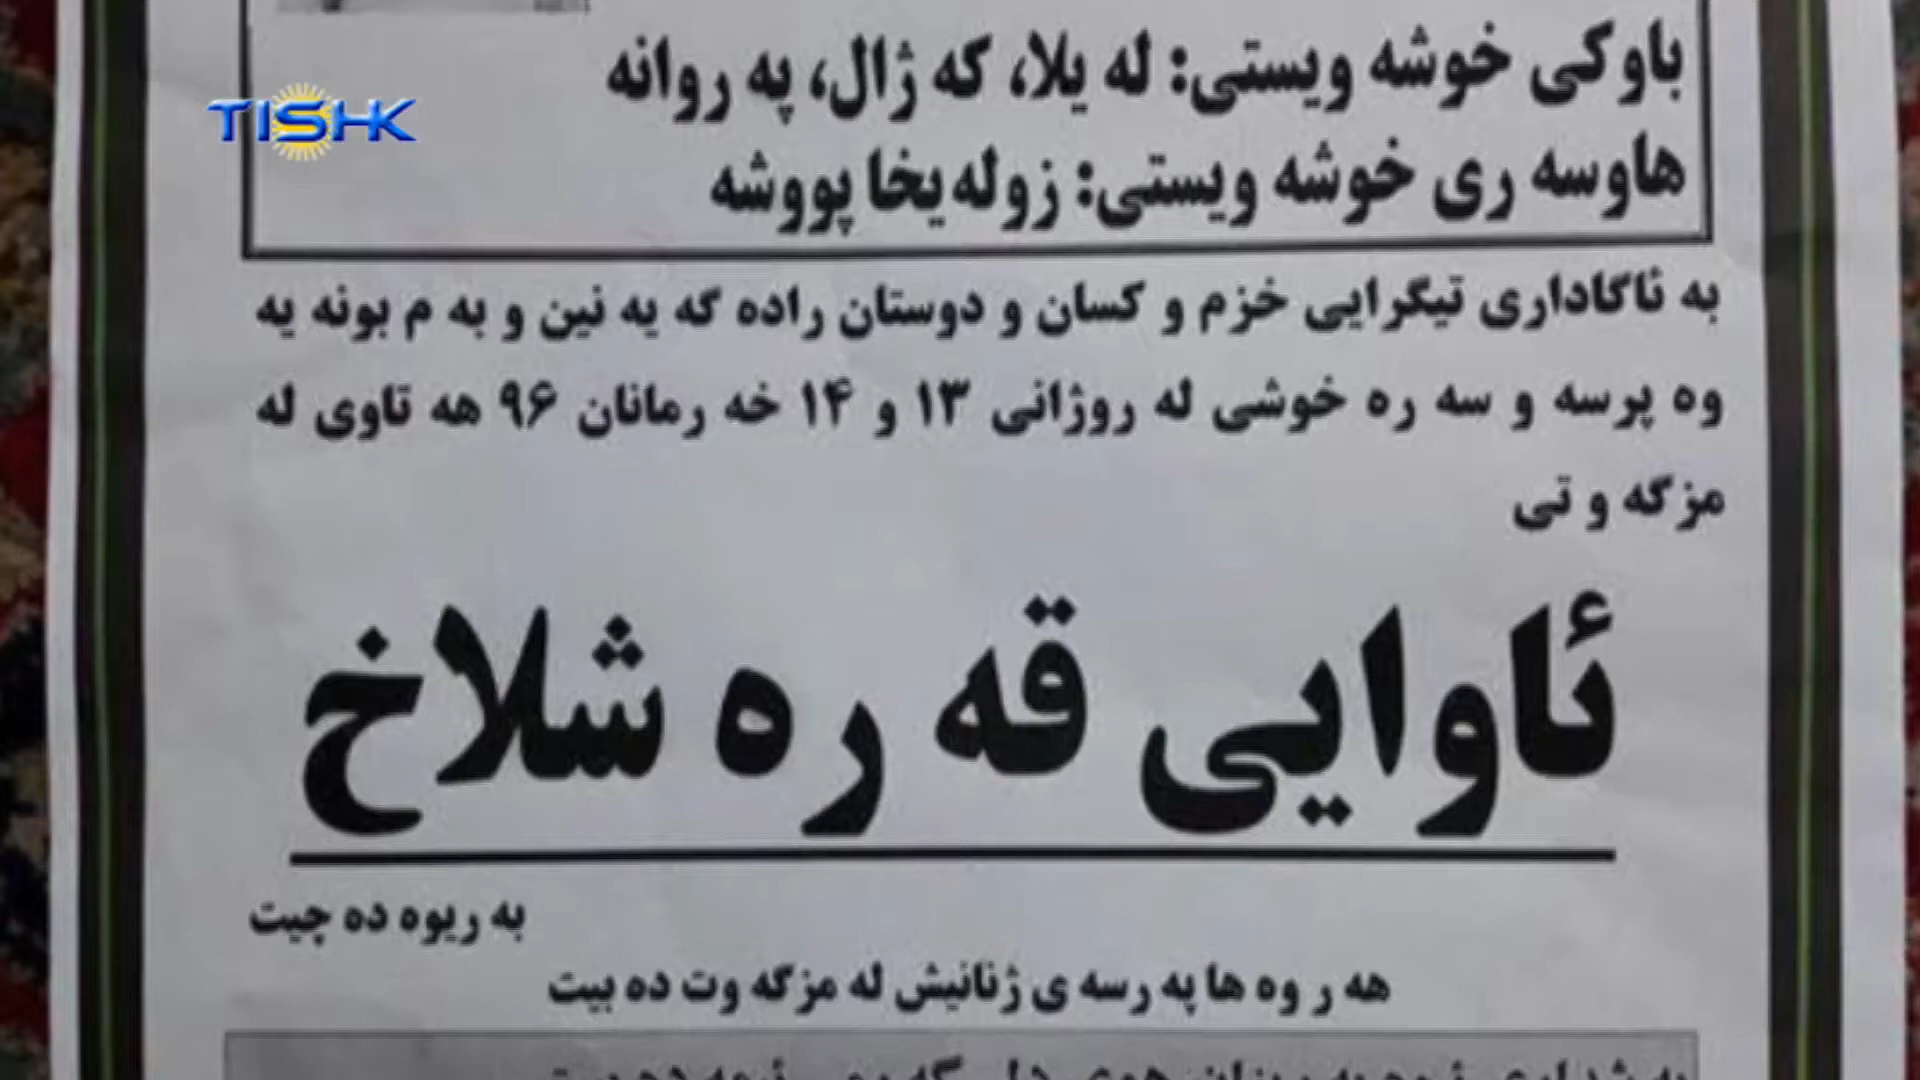 باوکی خوشه ویستی: له یلا، که ژال، په روانه
TISHK
هاوسه ری خوشه ویستی: زوله یخا پووشه
به ئاگاداری تیگرایی خزم و کسان و دوستان راده گه یه نین و به م بونه یه
وه پرسه و سه ره خوشی له روژانی ۱۳ و ۱۴ خه رمانان ۹۶ هه تاوی له
مزگه و تی
ئاوایی قه ره شلاخ
به ریوه ده چیت
هه ر وه ها په رسه ی ژنانیش له مزگه وت ده بیت